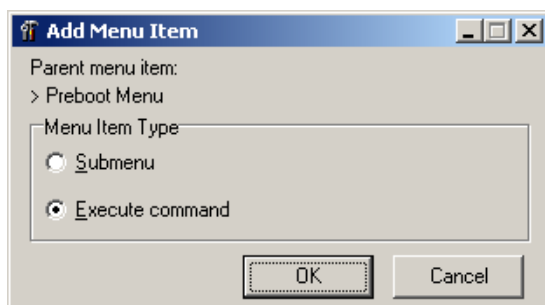 Add Menu Item
Parent menu item:
> Preboot Menu
Menu Item Type
Submenu
Execute command
OK Cancel